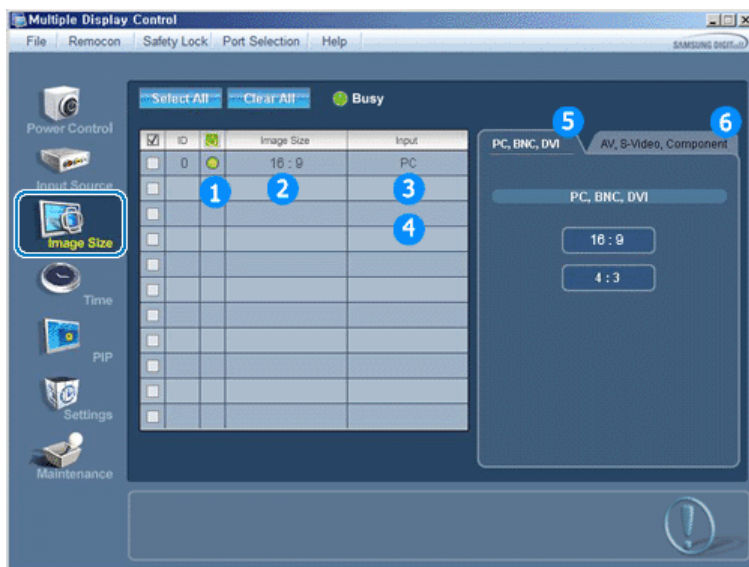 Multiple Display Control
File Remocon Safety Lock Port Selection Help
Select All Clear All Busy
ID Image Size Input
0 16 : 9 PC
1 2 3
4
Power Control
Input Source
Image Size
Time
PIP
Settings
Maintenance
5 6
PC, BNC, DVI AV, S-Video, Component
PC, BNC, DVI
16 : 9
4 : 3